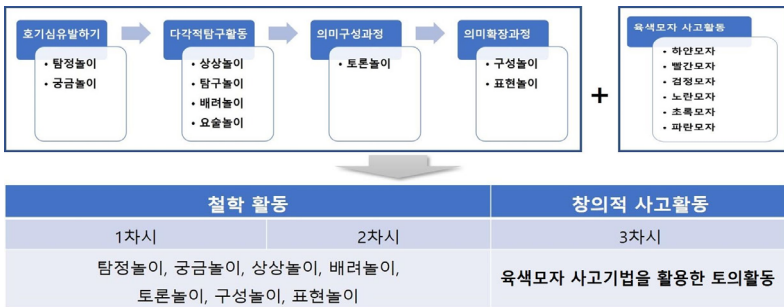 호기심유발하기
• 탐정놀이
• 궁금놀이
다각적탐구활동
• 상상놀이
• 탐구놀이
• 배려놀이
• 요술놀이
의미구성과정
• 토론놀이
의미확장과정
• 구성놀이
• 표현놀이
+
육색모자 사고활동
• 하얀모자
• 빨간모자
• 검정모자
• 노란모자
• 초록모자
• 파란모자
철학 활동
창의적 사고활동
1차시
2차시
3차시
탐정놀이, 궁금놀이, 상상놀이, 배려놀이,
토론놀이, 구성놀이, 표현놀이
육색모자 사고기법을 활용한 토의활동